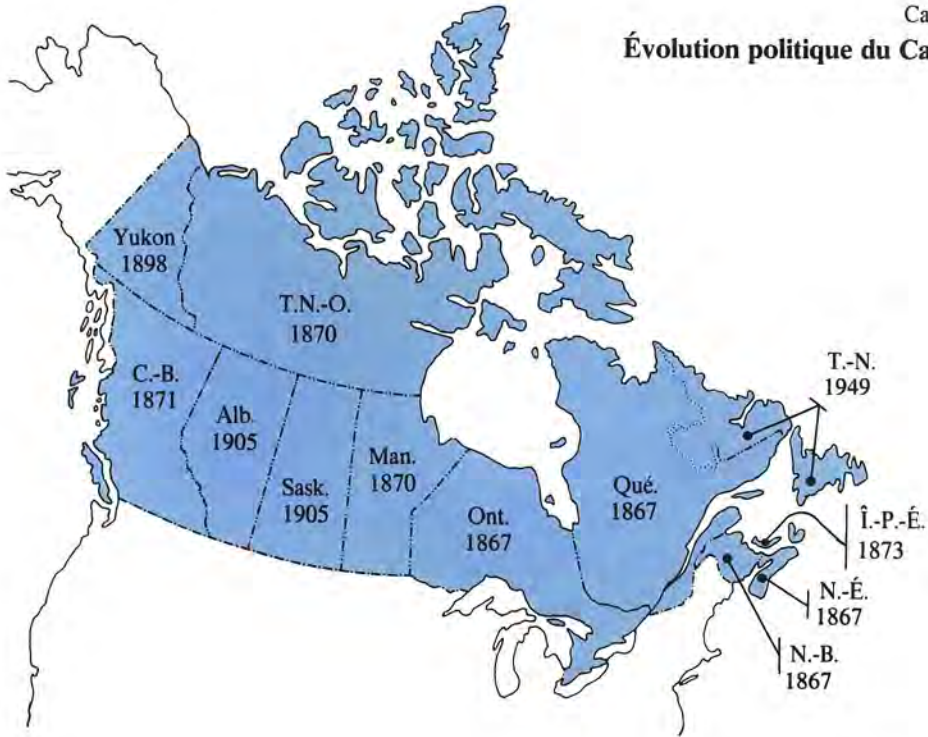 Ca
Évolution politique du Ca
Yukon
1898
T.N.-O.
1870
C.-B.
1871
Alb.
1905
Sask.
1905
Man.
1870
Ont.
1867
Qué.
1867
T.-N.
1949
Î.-P.-É.
1873
N.-É.
1867
N.-B.
1867